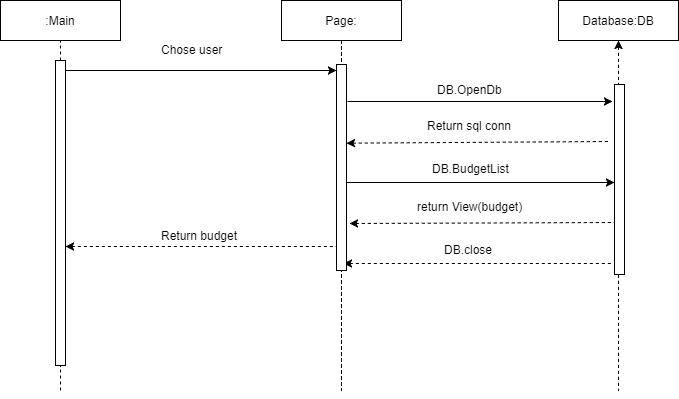 :Main
Page:
Database:DB
Chose user
DB.OpenDb
Return sql conn
DB.BudgetList
return View(budget)
Return budget
DB.close